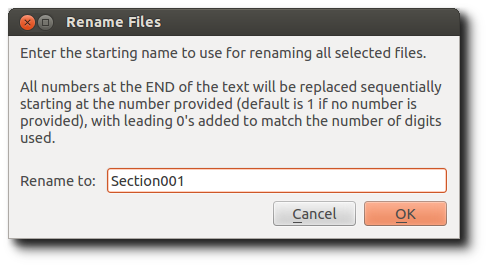 Rename Files
Enter the starting name to use for renaming all selected files.
All numbers at the END of the text will be replaced sequentially
starting at the number provided (default is 1 if no number is
provided), with leading 0's added to match the number of digits
used.
Rename to: Section001
Cancel OK